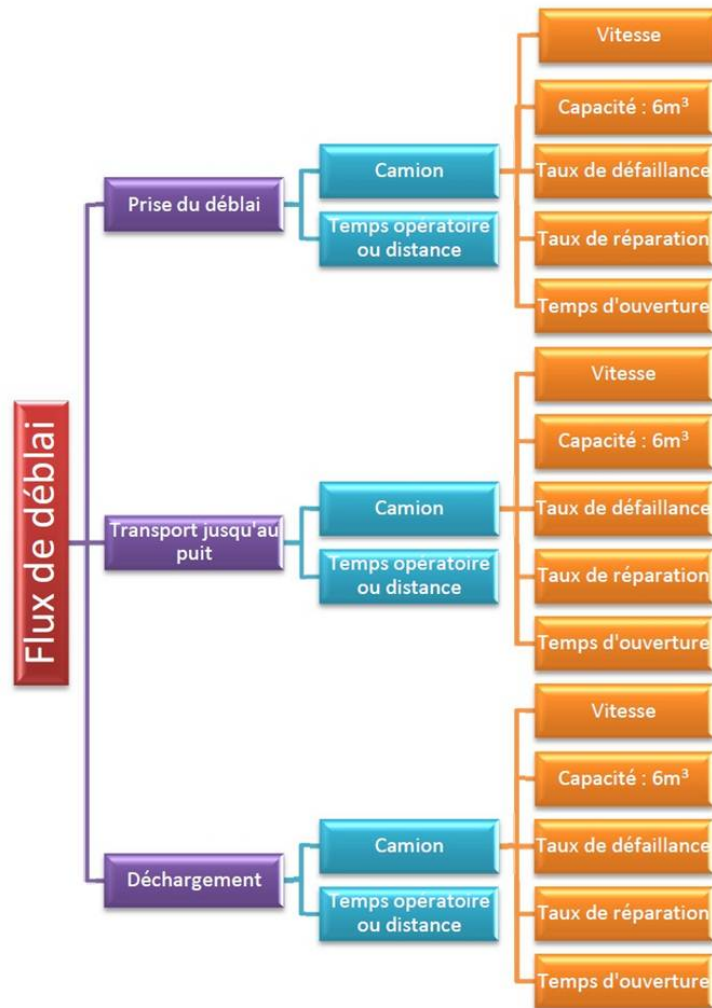 Flux de déblai
Prise du déblai
Camion
Vitesse
Capacité : 6m³
Taux de défaillance
Taux de réparation
Temps d'ouverture
Temps opératoire
ou distance
Transport jusqu'au
puit
Camion
Vitesse
Capacité : 6m³
Taux de défaillance
Taux de réparation
Temps d'ouverture
Temps opératoire
ou distance
Déchargement
Camion
Vitesse
Capacité : 6m³
Taux de défaillance
Taux de réparation
Temps d'ouverture
Temps opératoire
ou distance